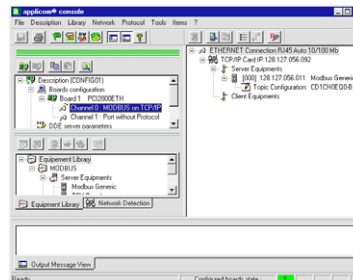 applicom® console
File Description Library Network Protocol Tools Items ?
Description (CONFIG01)
Boards configuration
Board 1 PCI2000ETH
Channel 0 : MODBUS on TCP/IP
Channel 1 : Port without Protocol
DDE server parameters
Equipement Library
MODBUS
Server Equipments
Modbus Generic
Equipment Library Network Detection
ETHERNET Connection RJ45 Auto 10/100 Mb
TCP/IP Card IP 128.127.056.092
Server Equipments
[000] 128.127.056.011 Modbus Generic
Topic Configuration:
Client Equipments
Output Message View
Ready Configured boards state : 1